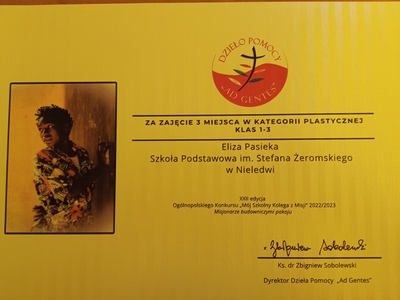 DZIEŁO POMOCY
"AD GENTES"
ZA ZAJĘCIE 3 MIEJSCA W KATEGORII PLASTYCZNEJ
KLAS 1-3
Eliza Pasieka
Szkoła Podstawowa im. Stefana Żeromskiego
w Nieledwi
XXII edycja
Ogólnopolskiego Konkursu „Mój Szkolny Kolega z Misji” 2022/2023
Misjonarze budowniczymi pokoju
Zbigniew Sobolewski
Ks. dr Zbigniew Sobolewski
Dyrektor Dzieła Pomocy „Ad Gentes”